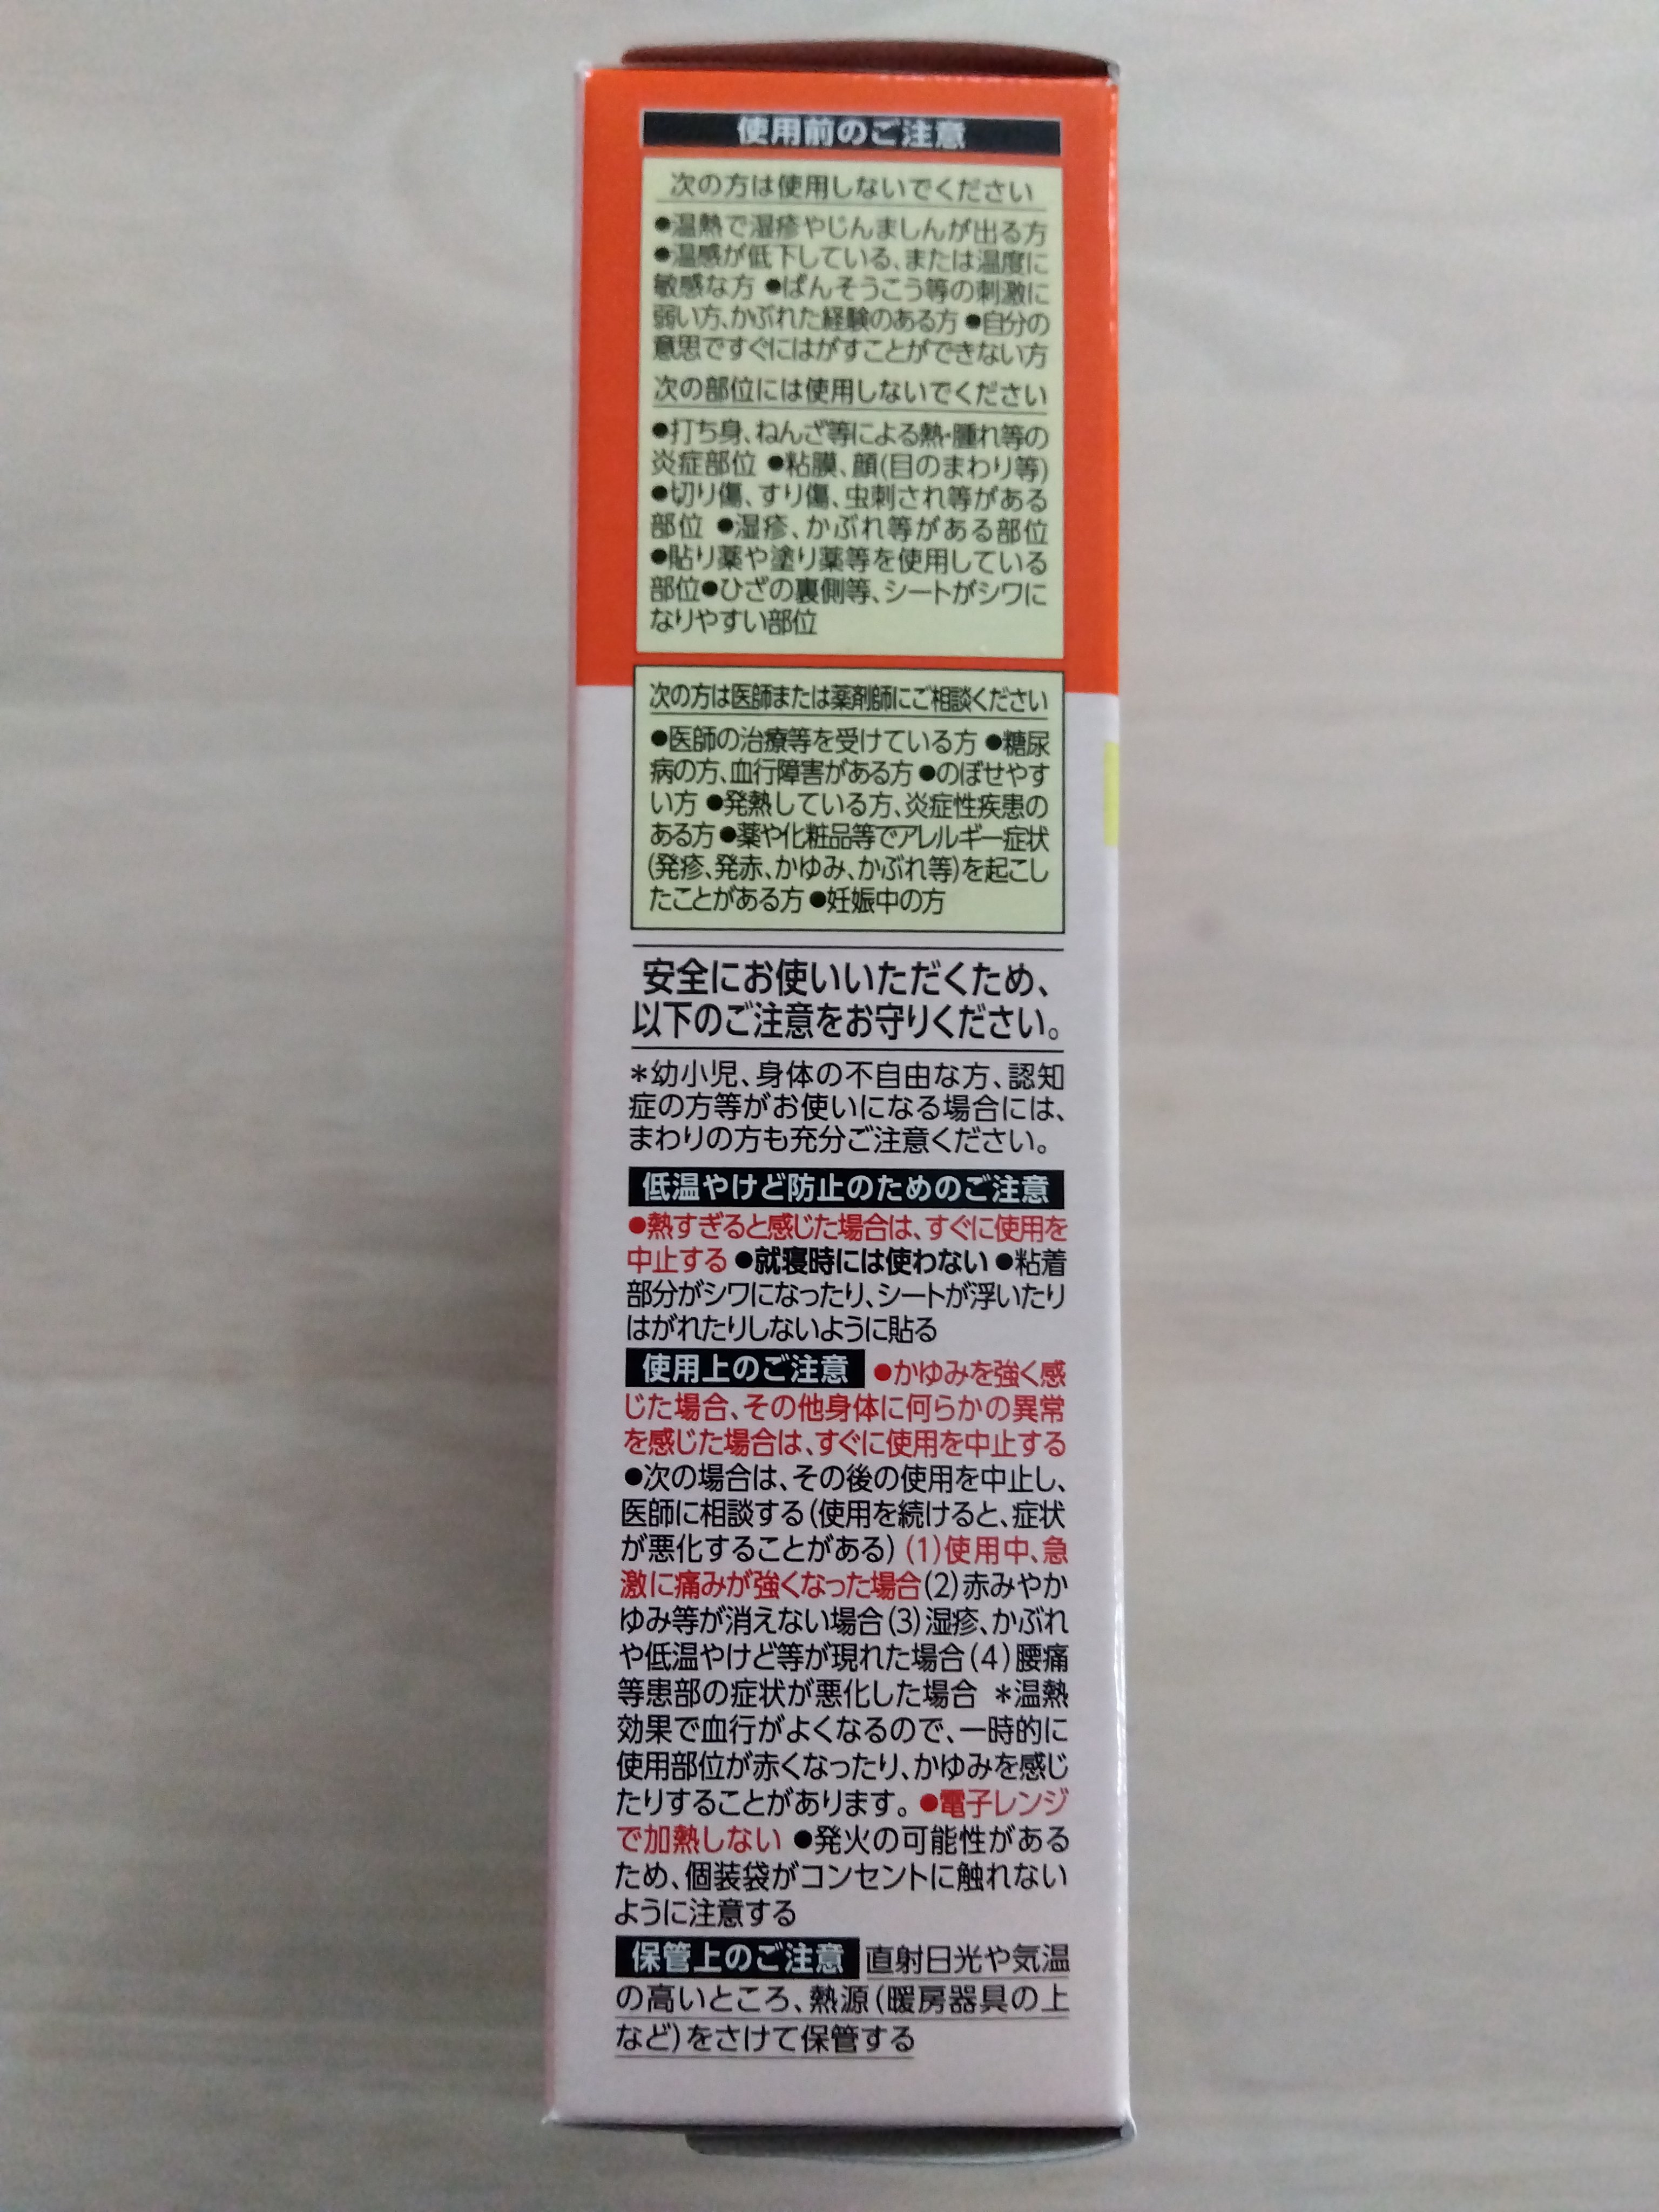 使用前のご注意
次の方は使用しないでください
●温熱で湿疹やじんましんが出る方
●温感が低下している、または温度に
敏感な方 ●ばんそうこう等の刺激に
弱い方、かぶれた経験のある方 ●自分の
意思ですぐにはがすことができない方
次の部位には使用しないでください
●打ち身、ねんざ等による熱・腫れ等の
炎症部位 ●粘膜、顔(目のまわり等)
●切り傷、すり傷、虫刺され等がある
部位 ●湿疹、かぶれ等がある部位
●貼り薬や塗り薬等を使用している
部位●ひざの裏側等、シートがシワに
なりやすい部位
次の方は医師または薬剤師にご相談ください
●医師の治療等を受けている方 ●糖尿
病の方、血行障害がある方 ●のぼせやす
い方 ●発熱している方、炎症性疾患の
ある方 ●薬や化粧品等でアレルギー症状
(発疹、発赤、かゆみ、かぶれ等)を起こし
たことがある方 ●妊娠中の方
安全にお使いいただくため、
以下のご注意をお守りください。
*幼小児、身体の不自由な方、認知
症の方等がお使いになる場合には、
まわりの方も充分ご注意ください。
低温やけど防止のためのご注意
●熱すぎると感じた場合は、すぐに使用を
中止する ●就寝時には使わない ●粘着
部分がシワになったり、シートが浮いたり
はがれたりしないように貼る
使用上のご注意 ●かゆみを強く感
じた場合、その他身体に何らかの異常
を感じた場合は、すぐに使用を中止する
●次の場合は、その後の使用を中止し、
医師に相談する(使用を続けると、症状
が悪化することがある) (1)使用中、急
激に痛みが強くなった場合(2)赤みやか
ゆみ等が消えない場合(3)湿疹、かぶれ
や低温やけど等が現れた場合(4)腰痛
等患部の症状が悪化した場合 *温熱
効果で血行がよくなるので、一時的に
使用部位が赤くなったり、かゆみを感じ
たりすることがあります。●電子レンジ
で加熱しない ●発火の可能性がある
ため、個装袋がコンセントに触れない
ように注意する
保管上のご注意 直射日光や気温
の高いところ、熱源(暖房器具の上
など)をさけて保管する